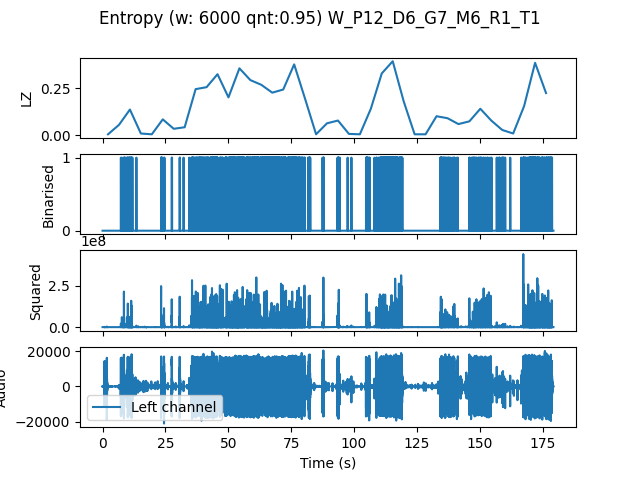 Entropy (w: 6000 qnt:0.95) W_P12_D6_G7_M6_R1_T1
LZ
0.25
0.00
Binarised
1
0
1e8
Squared
2.5
0.0
Audio
20000
0
−20000
Left channel
0 25 50 75 100 125 150 175
Time (s)